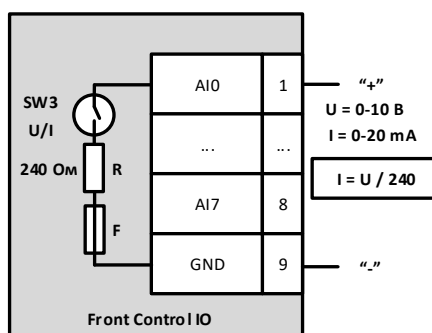 SW3
U/I
240 Ом
R
F
AI0
1
...
...
AI7
8
GND
9
“+”
U = 0-10 В
I = 0-20 mA
I = U / 240
“-”
Front Control IO